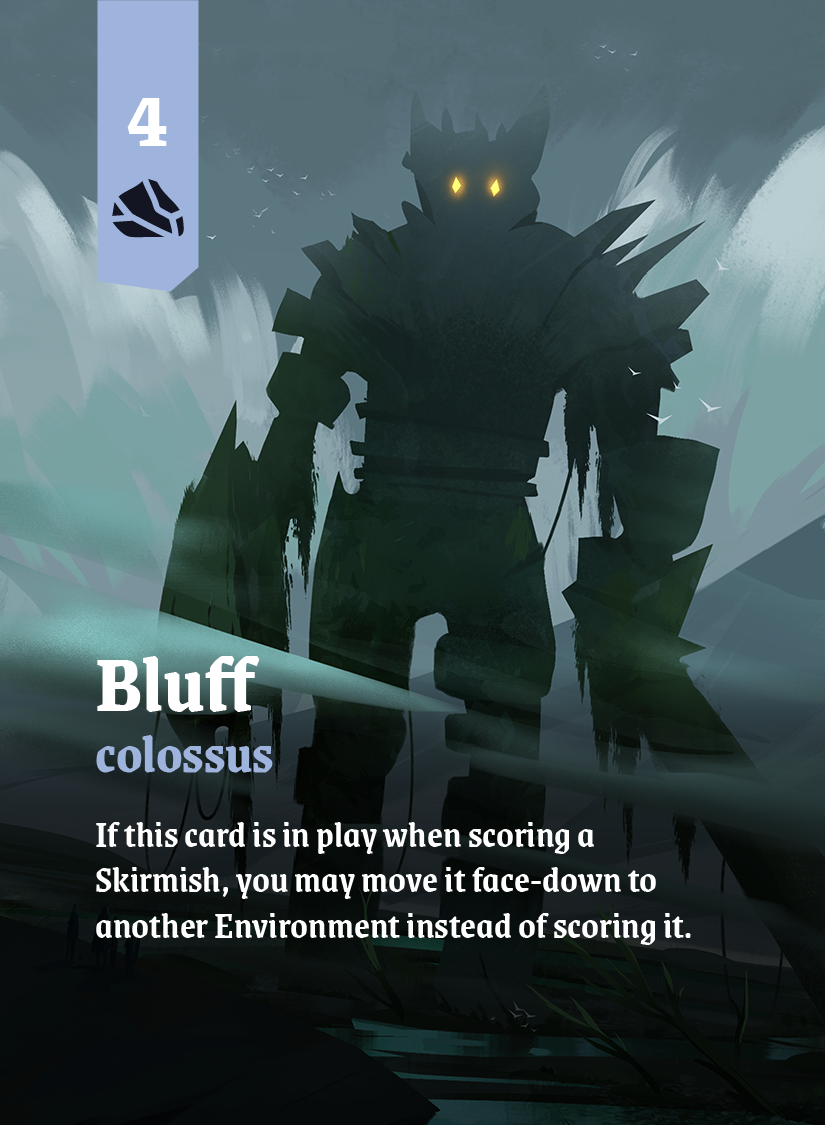 4
Bluff
colossus
If this card is in play when scoring a
Skirmish, you may move it face-down to
another Environment instead of scoring it.